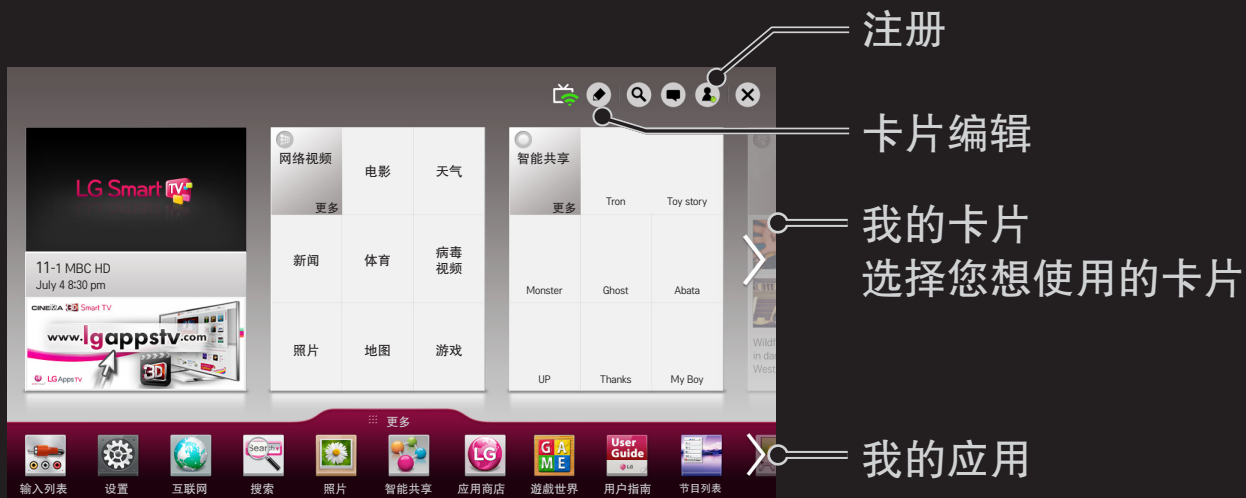 注册
卡片编辑
我的卡片
选择您想使用的卡片
我的应用
LG Smart TV
11-1 MBC HD
July 4 8:30 pm
CINEMA 3D Smart TV
www.lgappstv.com
3D
LG Apps TV
网络视频
更多
电影
天气
新闻
体育
病毒
视频
照片
地图
游戏
智能共享
更多
Tron
Toy story
Monster
Ghost
Abata
UP
Thanks
My Boy
Wildf
in da
West
更多
Search
LG
GAME
User
Guide
LG
输入列表
设置
互联网
搜索
照片
智能共享
应用商店
遊戲世界
用户指南
节目列表